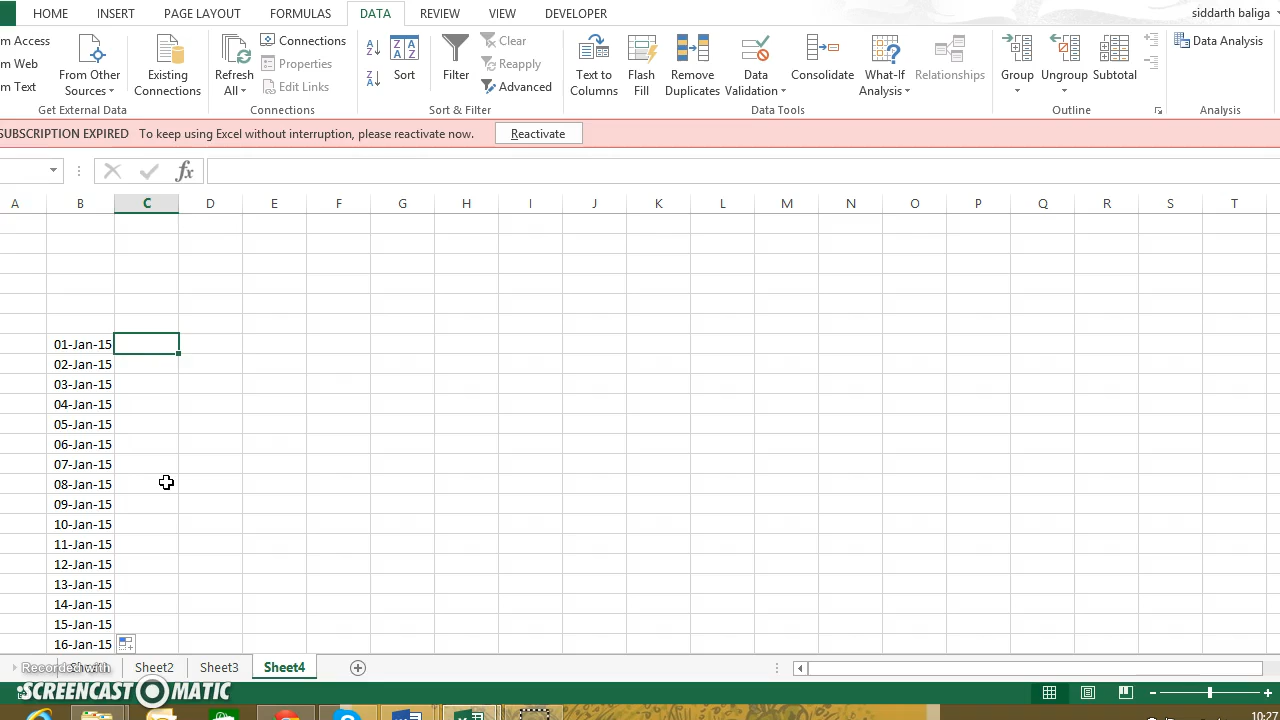 HOME INSERT PAGE LAYOUT FORMULAS DATA REVIEW VIEW DEVELOPER siddarth baliga
m Access
m Web
m Text
From Other
Sources
Existing
Connections
Get External Data
Refresh
All
Connections
Properties
Edit Links
Connections
Sort
Filter
Clear
Reapply
Advanced
Sort & Filter
Text to
Columns
Flash
Fill
Remove
Duplicates
Data
Validation
Consolidate
What-If
Analysis
Relationships
Data Tools
Group
Ungroup
Subtotal
Outline
Data Analysis
Analysis
SUBSCRIPTION EXPIRED To keep using Excel without interruption, please reactivate now. Reactivate
fx
A B C D E F G H I J K L M N O P Q R S T
01-Jan-15
02-Jan-15
03-Jan-15
04-Jan-15
05-Jan-15
06-Jan-15
07-Jan-15
08-Jan-15
09-Jan-15
10-Jan-15
11-Jan-15
12-Jan-15
13-Jan-15
14-Jan-15
15-Jan-15
16-Jan-15
Recorded with
Sheet2 Sheet3 Sheet4
SCREENCAST MATIC
10:27